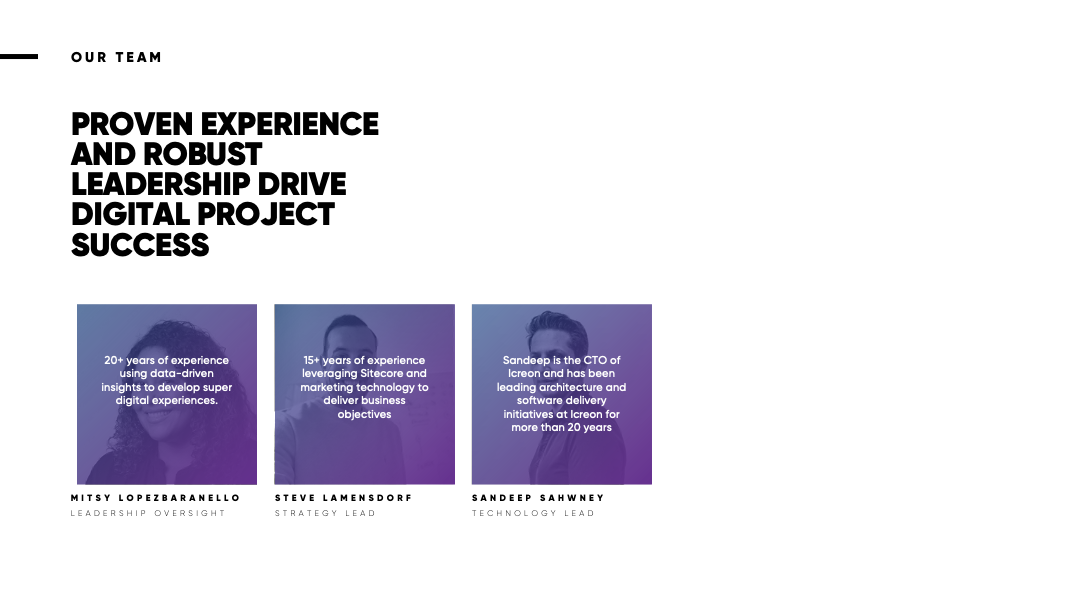 OUR TEAM
PROVEN EXPERIENCE
AND ROBUST
LEADERSHIP DRIVE
DIGITAL PROJECT
SUCCESS
20+ years of experience
using data-driven
insights to develop super
digital experiences.
MITSY LOPEZBARANELLO
LEADERSHIP OVERSIGHT
15+ years of experience
leveraging Sitecore and
marketing technology to
deliver business
objectives
STEVE LAMENSDORF
STRATEGY LEAD
Sandeep is the CTO of
Icreon and has been
leading architecture and
software delivery
initiatives at Icreon for
more than 20 years
SANDEEP SAHWNEY
TECHNOLOGY LEAD